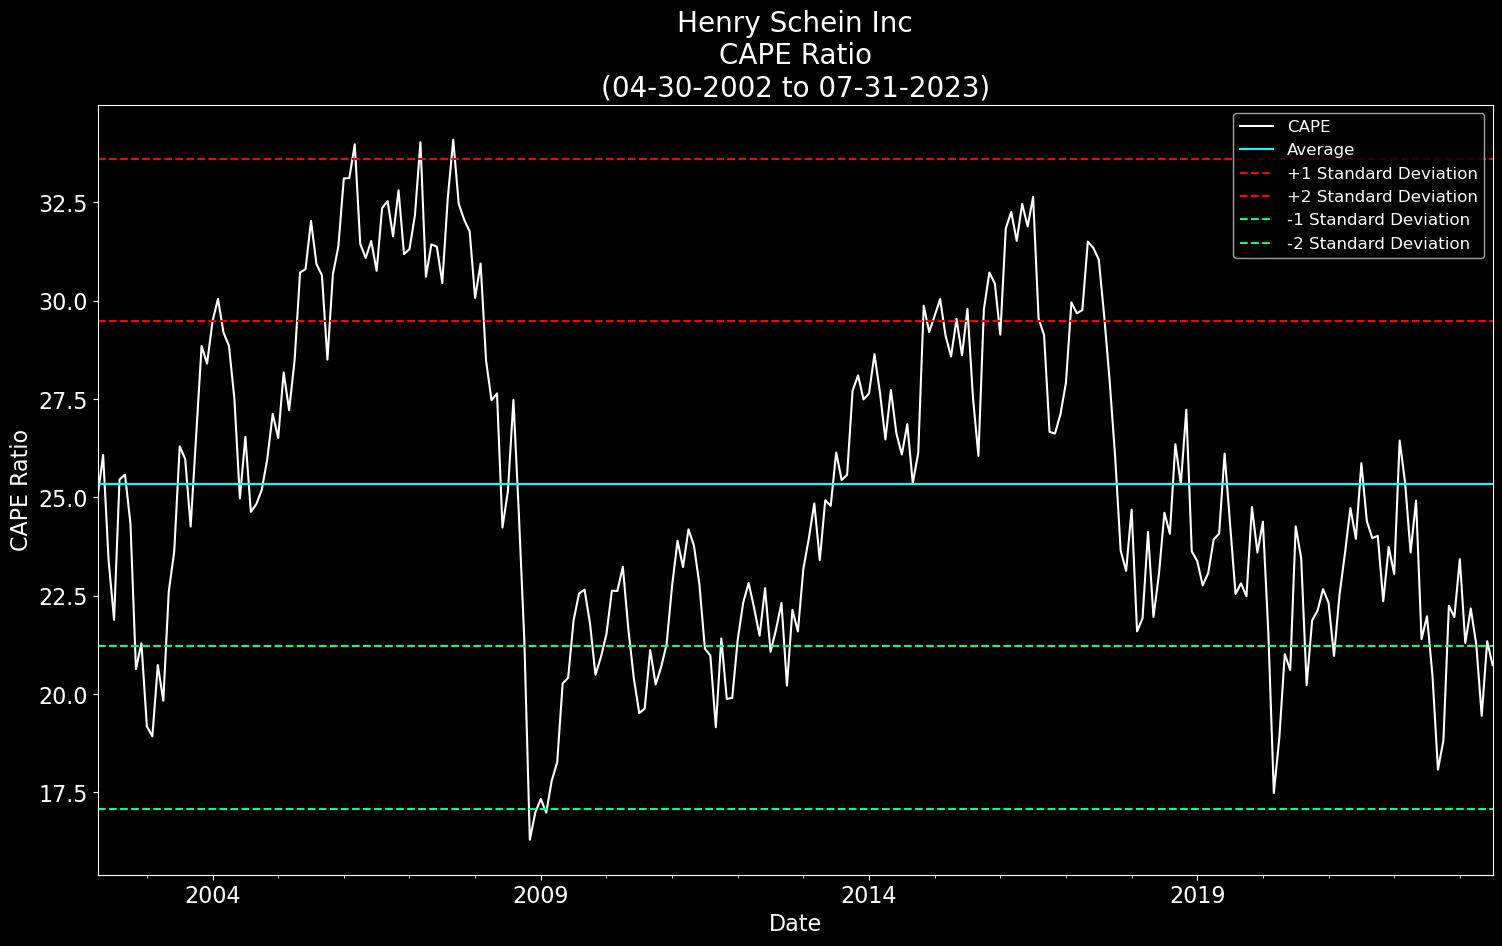 Henry Schein Inc
CAPE Ratio
(04-30-2002 to 07-31-2023)
CAPE
Average
+1 Standard Deviation
+2 Standard Deviation
-1 Standard Deviation
-2 Standard Deviation
CAPE Ratio
32.5
30.0
27.5
25.0
22.5
20.0
17.5
2004
2009
2014
2019
Date